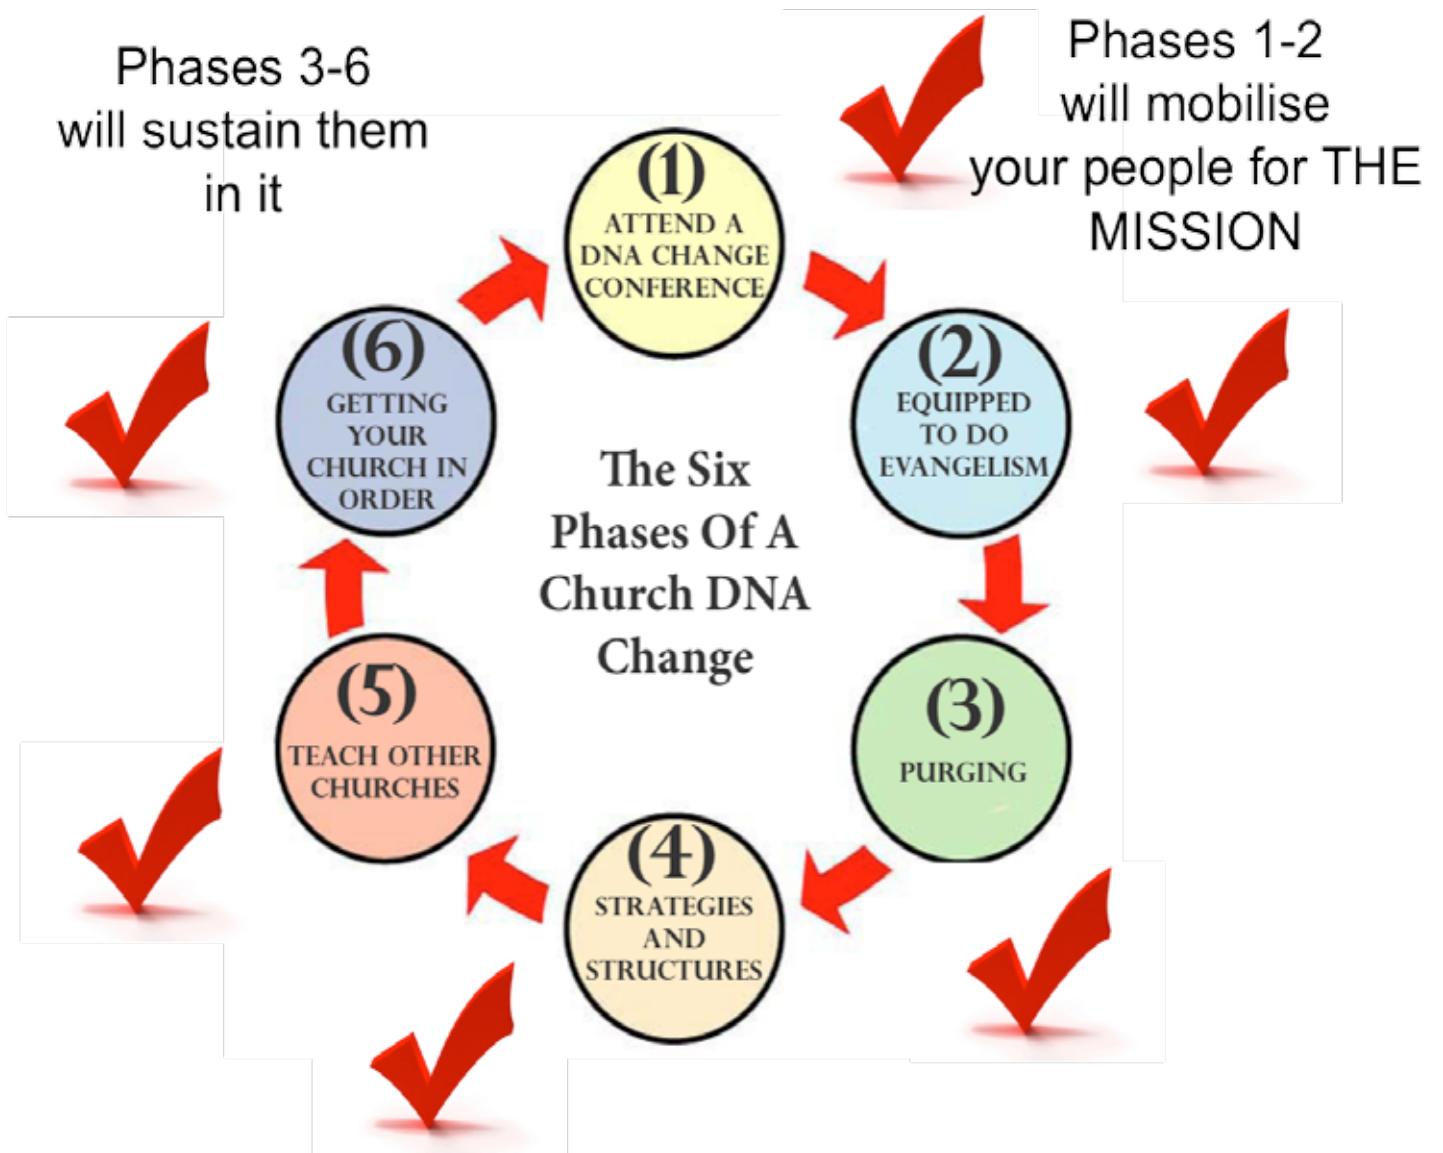 Phases 3-6
will sustain them
in it
Phases 1-2
will mobilise
your people for THE
MISSION
(1)
ATTEND A
DNA CHANGE
CONFERENCE
(2)
EQUIPPED
TO DO
EVANGELISM
(3)
PURGING
(4)
STRATEGIES
AND
STRUCTURES
(5)
TEACH OTHER
CHURCHES
(6)
GETTING
YOUR
CHURCH IN
ORDER
The Six
Phases Of A
Church DNA
Change